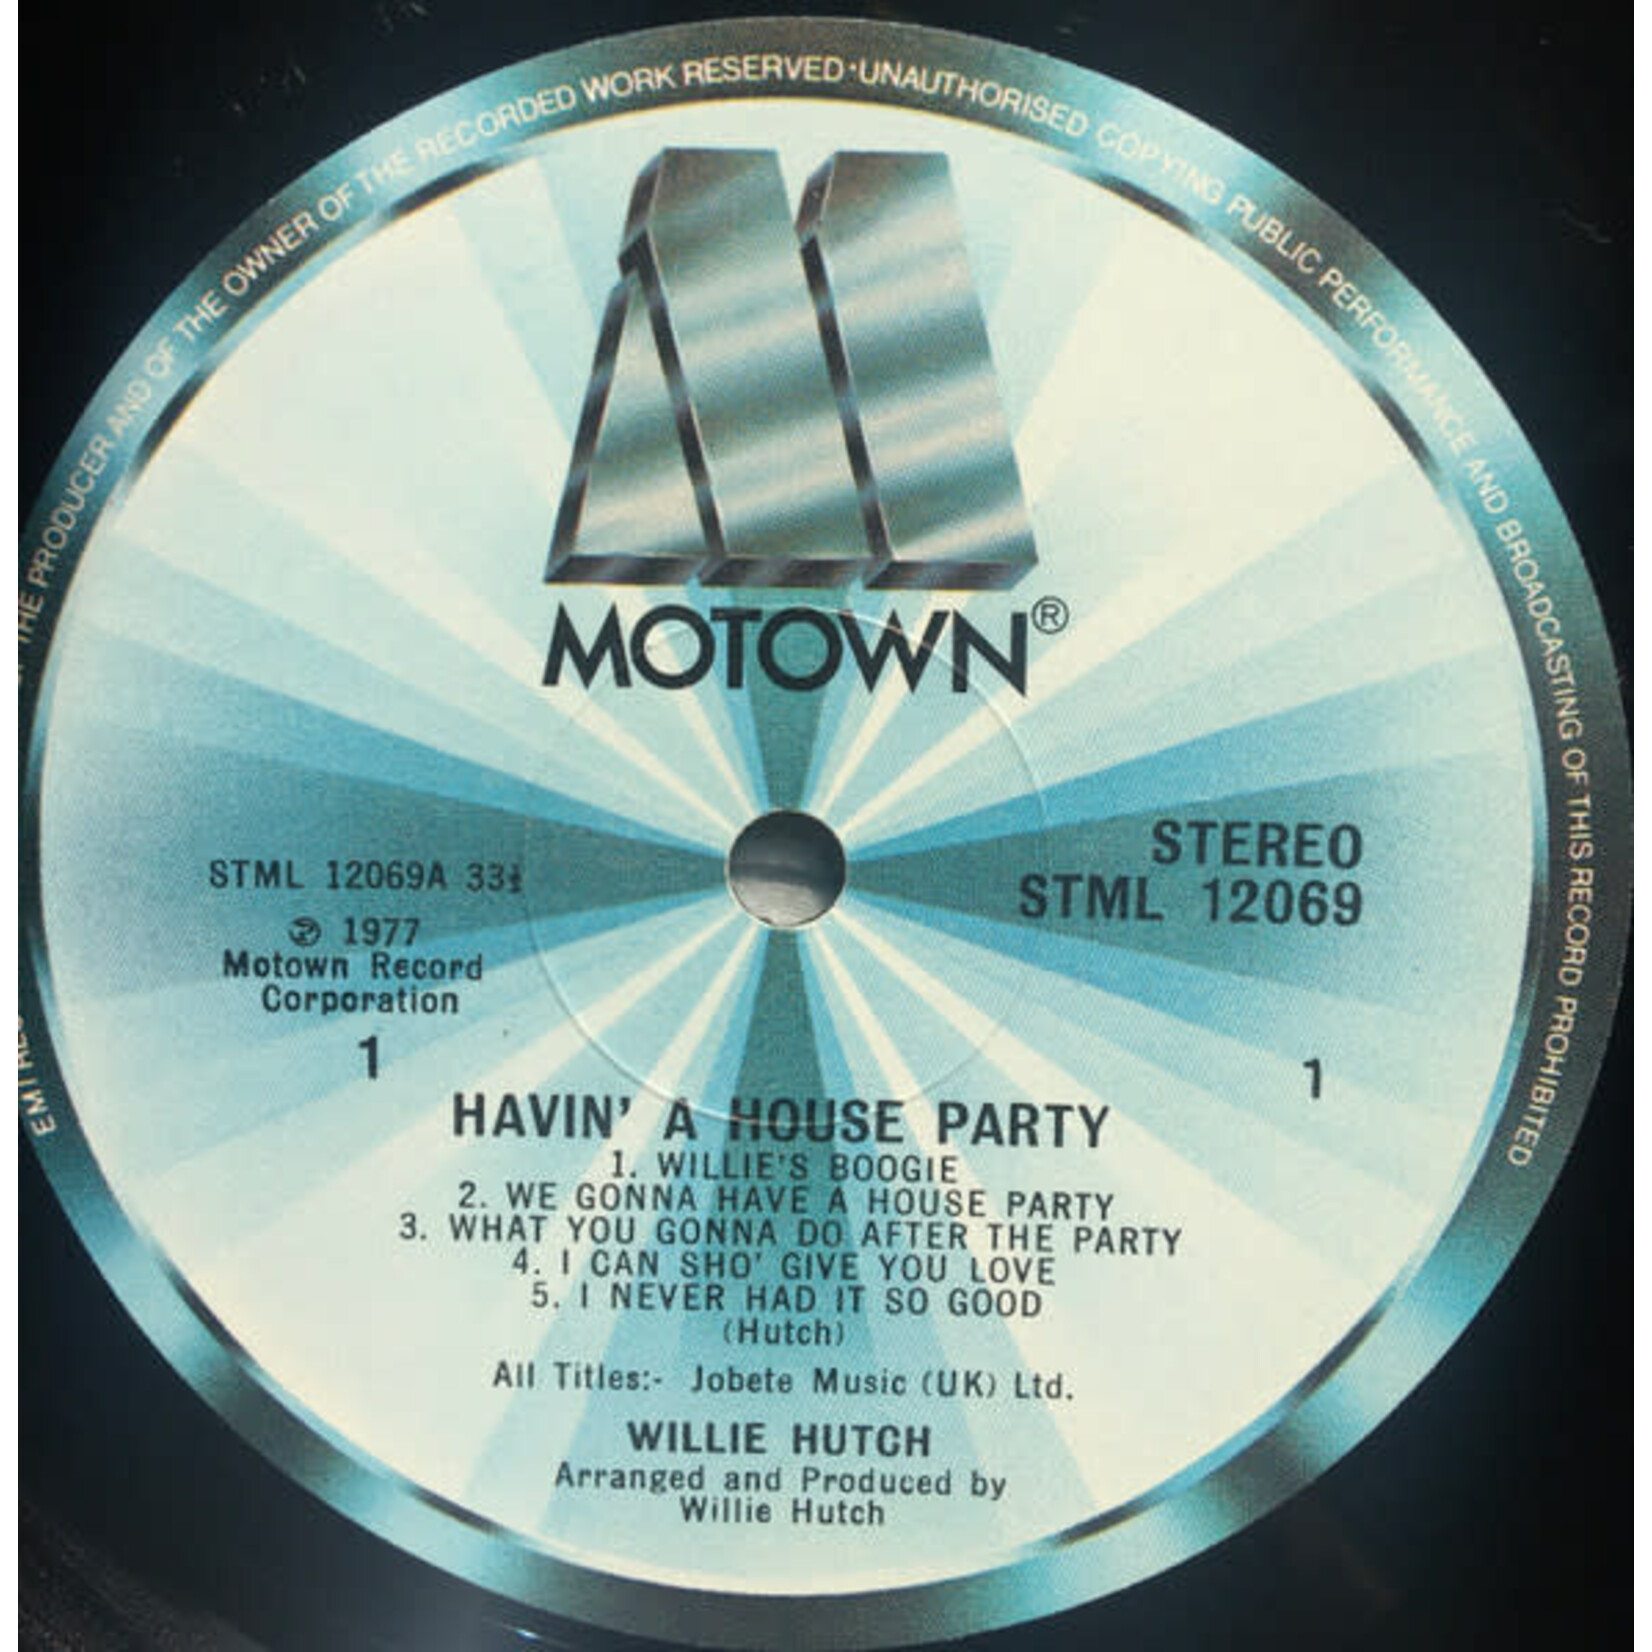 EMI RE
THE PRODUCER AND OF THE OWNER OF THE RECORDED WORK RESERVED · UNAUTHORISED COPYING PUBLIC PERFORMANCE AND BROADCASTING OF THIS RECORD PROHIBITED
MOTOWN®
STEREO
STML 12069
STML 12069A 33⅓
℗ 1977
Motown Record
Corporation
1
1
HAVIN' A HOUSE PARTY
1. WILLIE'S BOOGIE
2. WE GONNA HAVE A HOUSE PARTY
3. WHAT YOU GONNA DO AFTER THE PARTY
4. I CAN SHO' GIVE YOU LOVE
5. I NEVER HAD IT SO GOOD
(Hutch)
All Titles:- Jobete Music (UK) Ltd.
WILLIE HUTCH
Arranged and Produced by
Willie Hutch